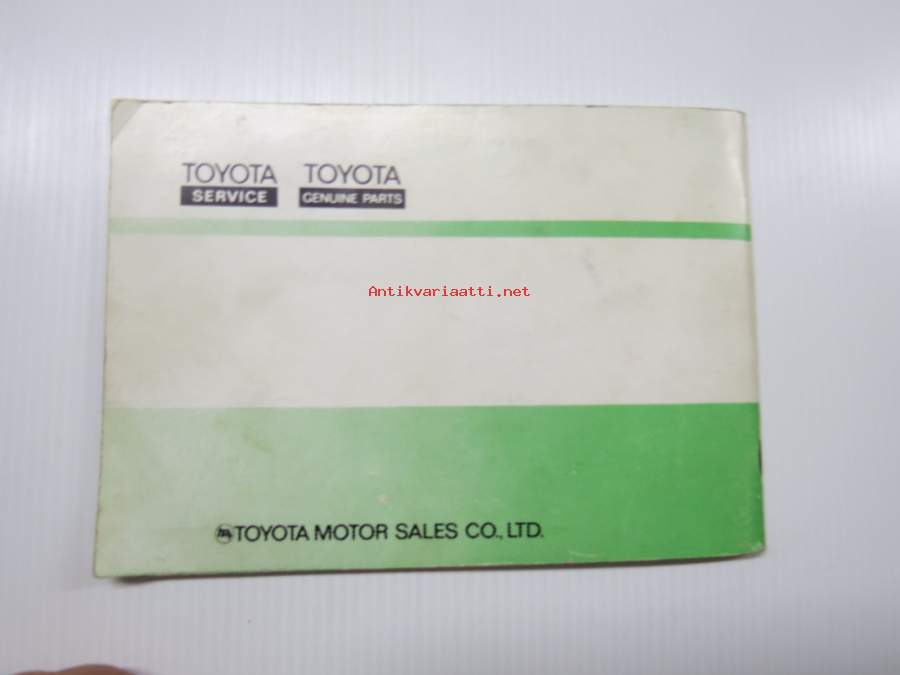 TOYOTA TOYOTA
SERVICE GENUINE PARTS
Antikvariaatti.net
TOYOTA MOTOR SALES CO., LTD.